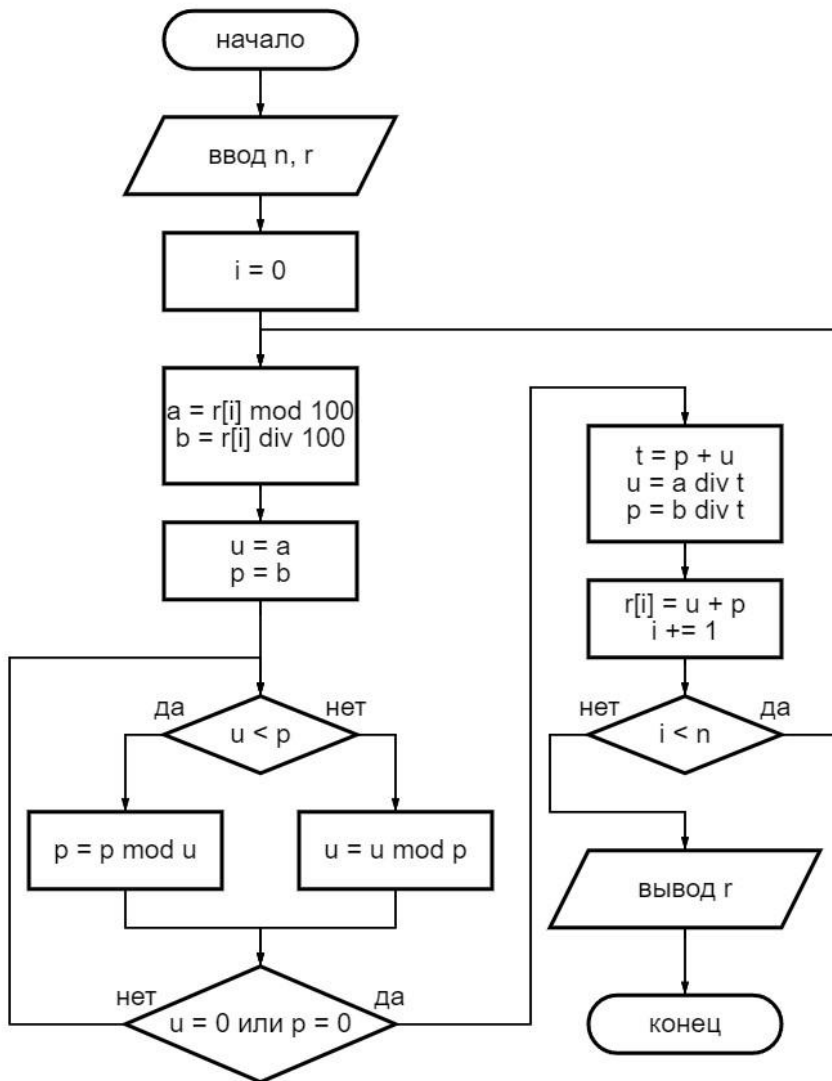 начало
ввод n, r
i = 0
a = r[i] mod 100
b = r[i] div 100
u = a
p = b
да
нет
u < p
p = p mod u
u = u mod p
нет
да
u = 0 или p = 0
t = p + u
u = a div t
p = b div t
r[i] = u + p
i += 1
нет
да
i < n
вывод r
конец